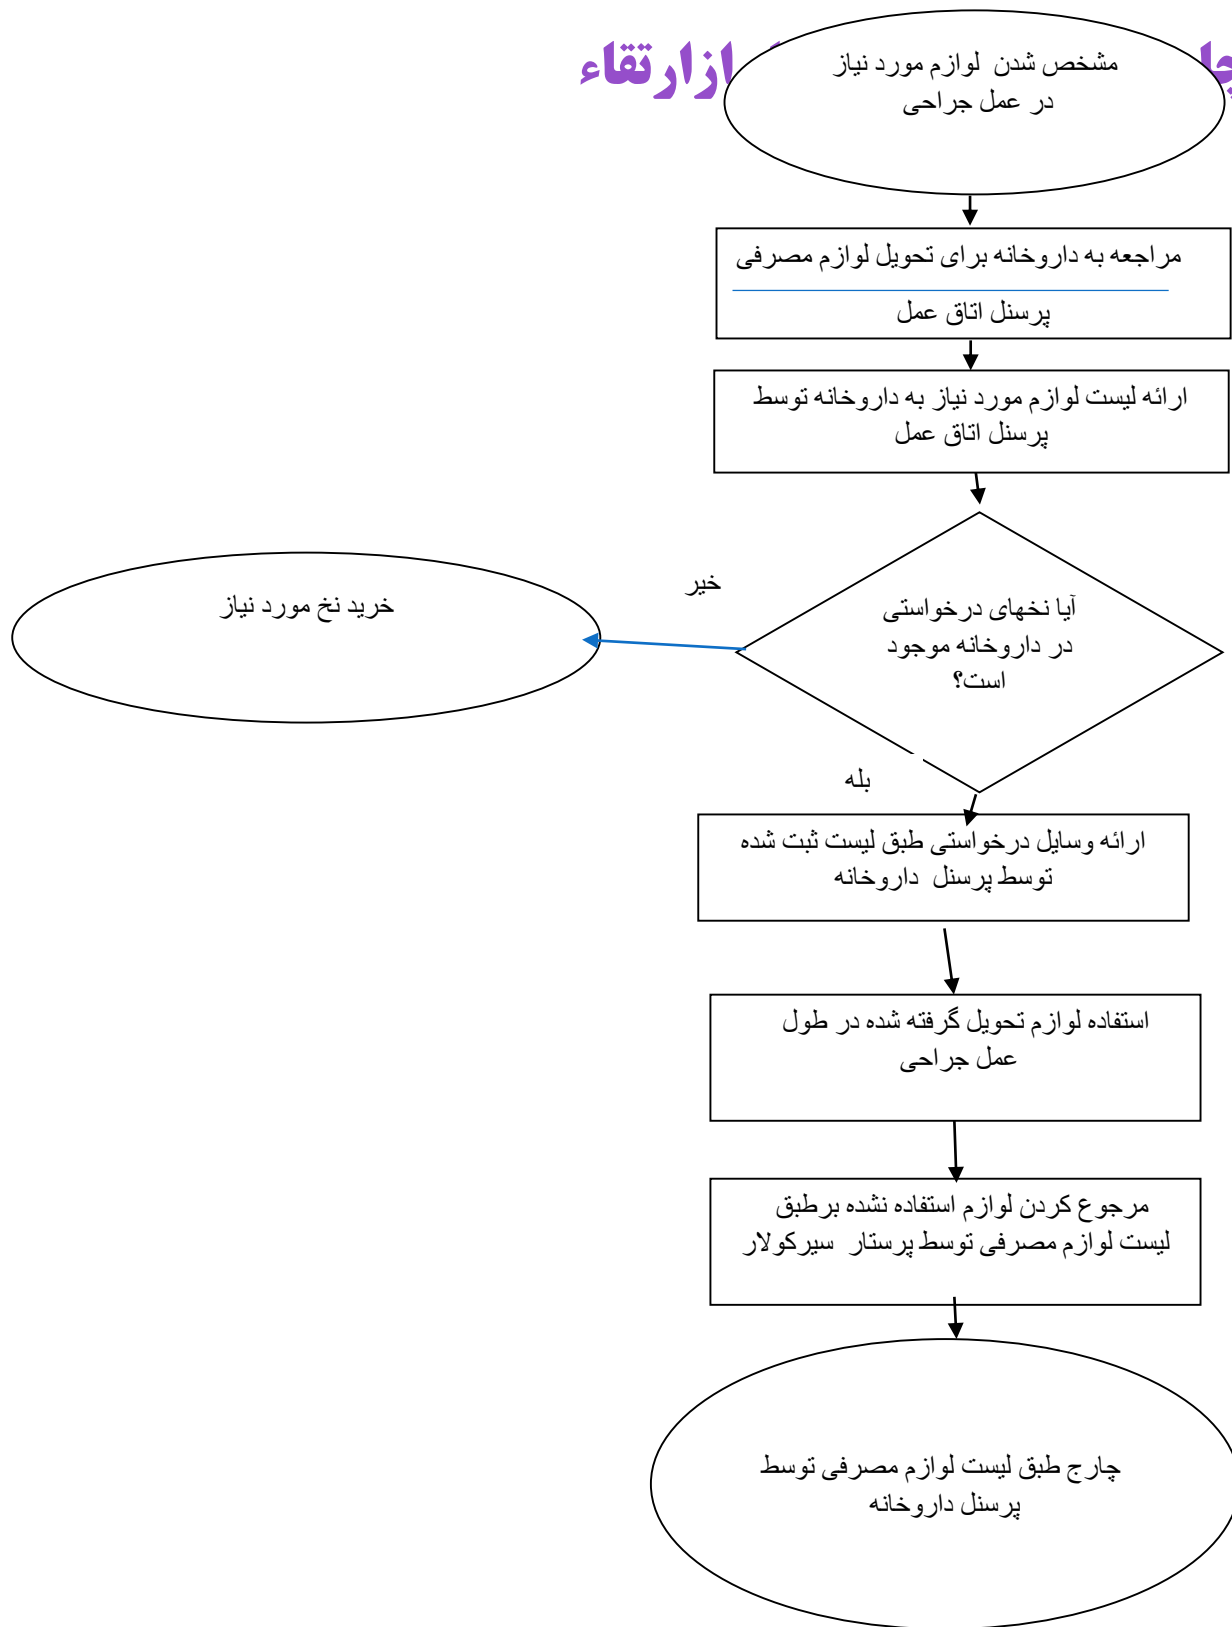 ازارتقاء
مشخص شدن لوازم مورد نیاز
در عمل جراحی
مراجعه به داروخانه برای تحویل لوازم مصرفی
پرسنل اتاق عمل
ارائه لیست لوازم مورد نیاز به داروخانه توسط
پرسنل اتاق عمل
آیا نخهای درخواستی
در داروخانه موجود
است؟
خیر
خرید نخ مورد نیاز
بله
ارائه وسایل درخواستی طبق لیست ثبت شده
توسط پرسنل داروخانه
استفاده لوازم تحویل گرفته شده در طول
عمل جراحی
مرجوع کردن لوازم استفاده نشده برطبق
لیست لوازم مصرفی توسط پرستار سیرکولار
چارج طبق لیست لوازم مصرفی توسط
پرسنل داروخانه